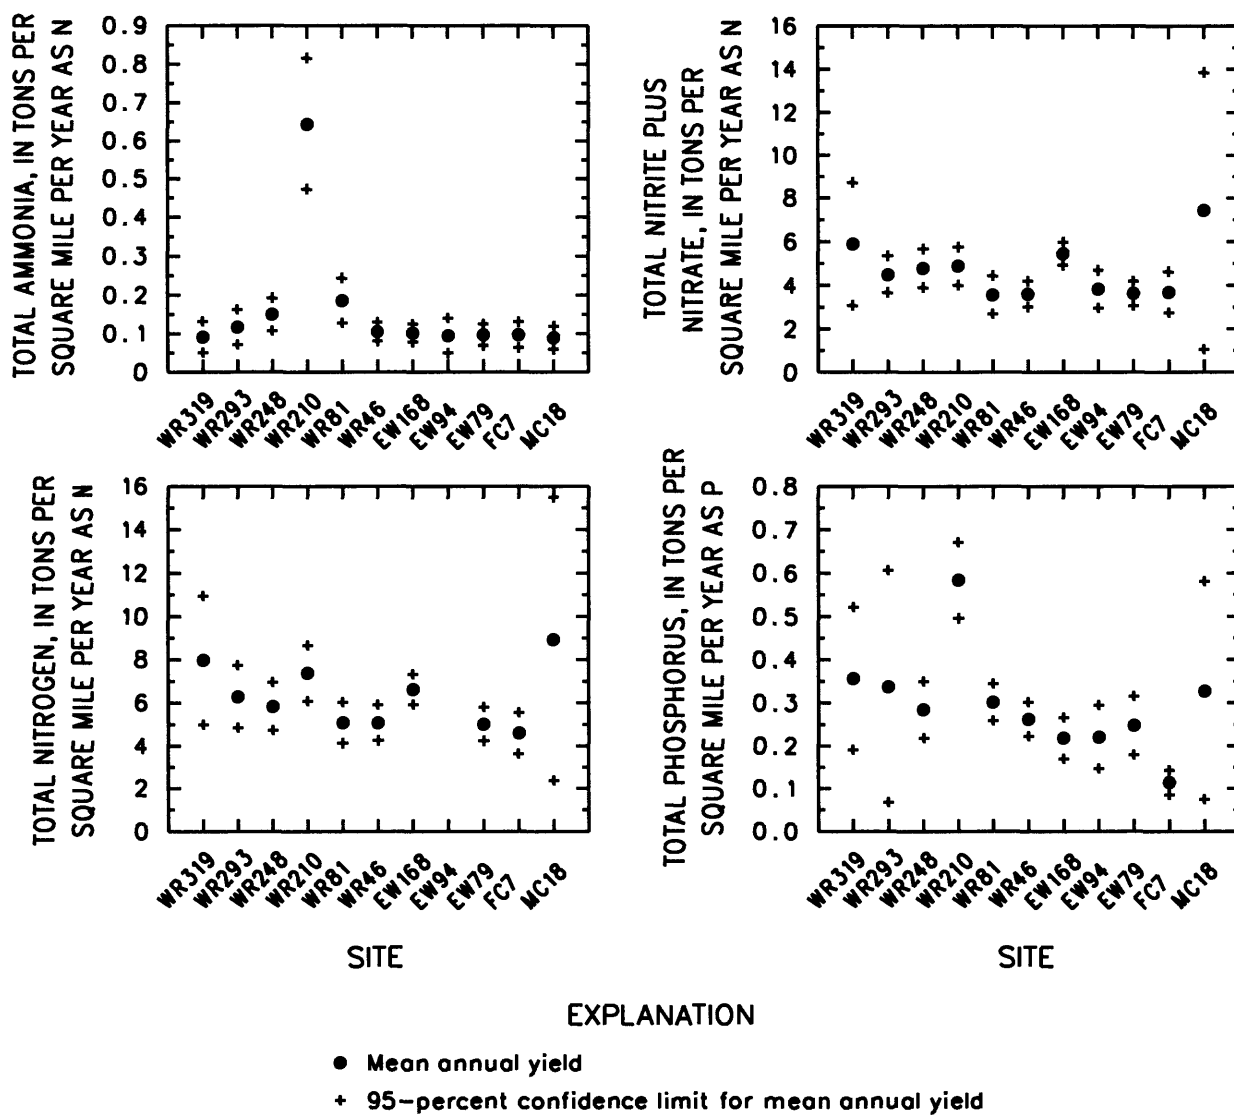 TOTAL AMMONIA, IN TONS PER
SQUARE MILE PER YEAR AS N
0.9
0.8
0.7
0.6
0.5
0.4
0.3
0.2
0.1
0
WR319
WR293
WR248
WR210
WR81
WR46
EW168
EW94
EW79
FC7
MC18
TOTAL NITRITE PLUS
NITRATE, IN TONS PER
SQUARE MILE PER YEAR AS N
16
14
12
10
8
6
4
2
0
WR319
WR293
WR248
WR210
WR81
WR46
EW168
EW94
EW79
FC7
MC18
TOTAL NITROGEN, IN TONS PER
SQUARE MILE PER YEAR AS N
16
14
12
10
8
6
4
2
0
WR319
WR293
WR248
WR210
WR81
WR46
EW168
EW94
EW79
FC7
MC18
SITE
TOTAL PHOSPHORUS, IN TONS PER
SQUARE MILE PER YEAR AS P
0.8
0.7
0.6
0.5
0.4
0.3
0.2
0.1
0.0
WR319
WR293
WR248
WR210
WR81
WR46
EW168
EW94
EW79
FC7
MC18
SITE
EXPLANATION
Mean annual yield
95-percent confidence limit for mean annual yield